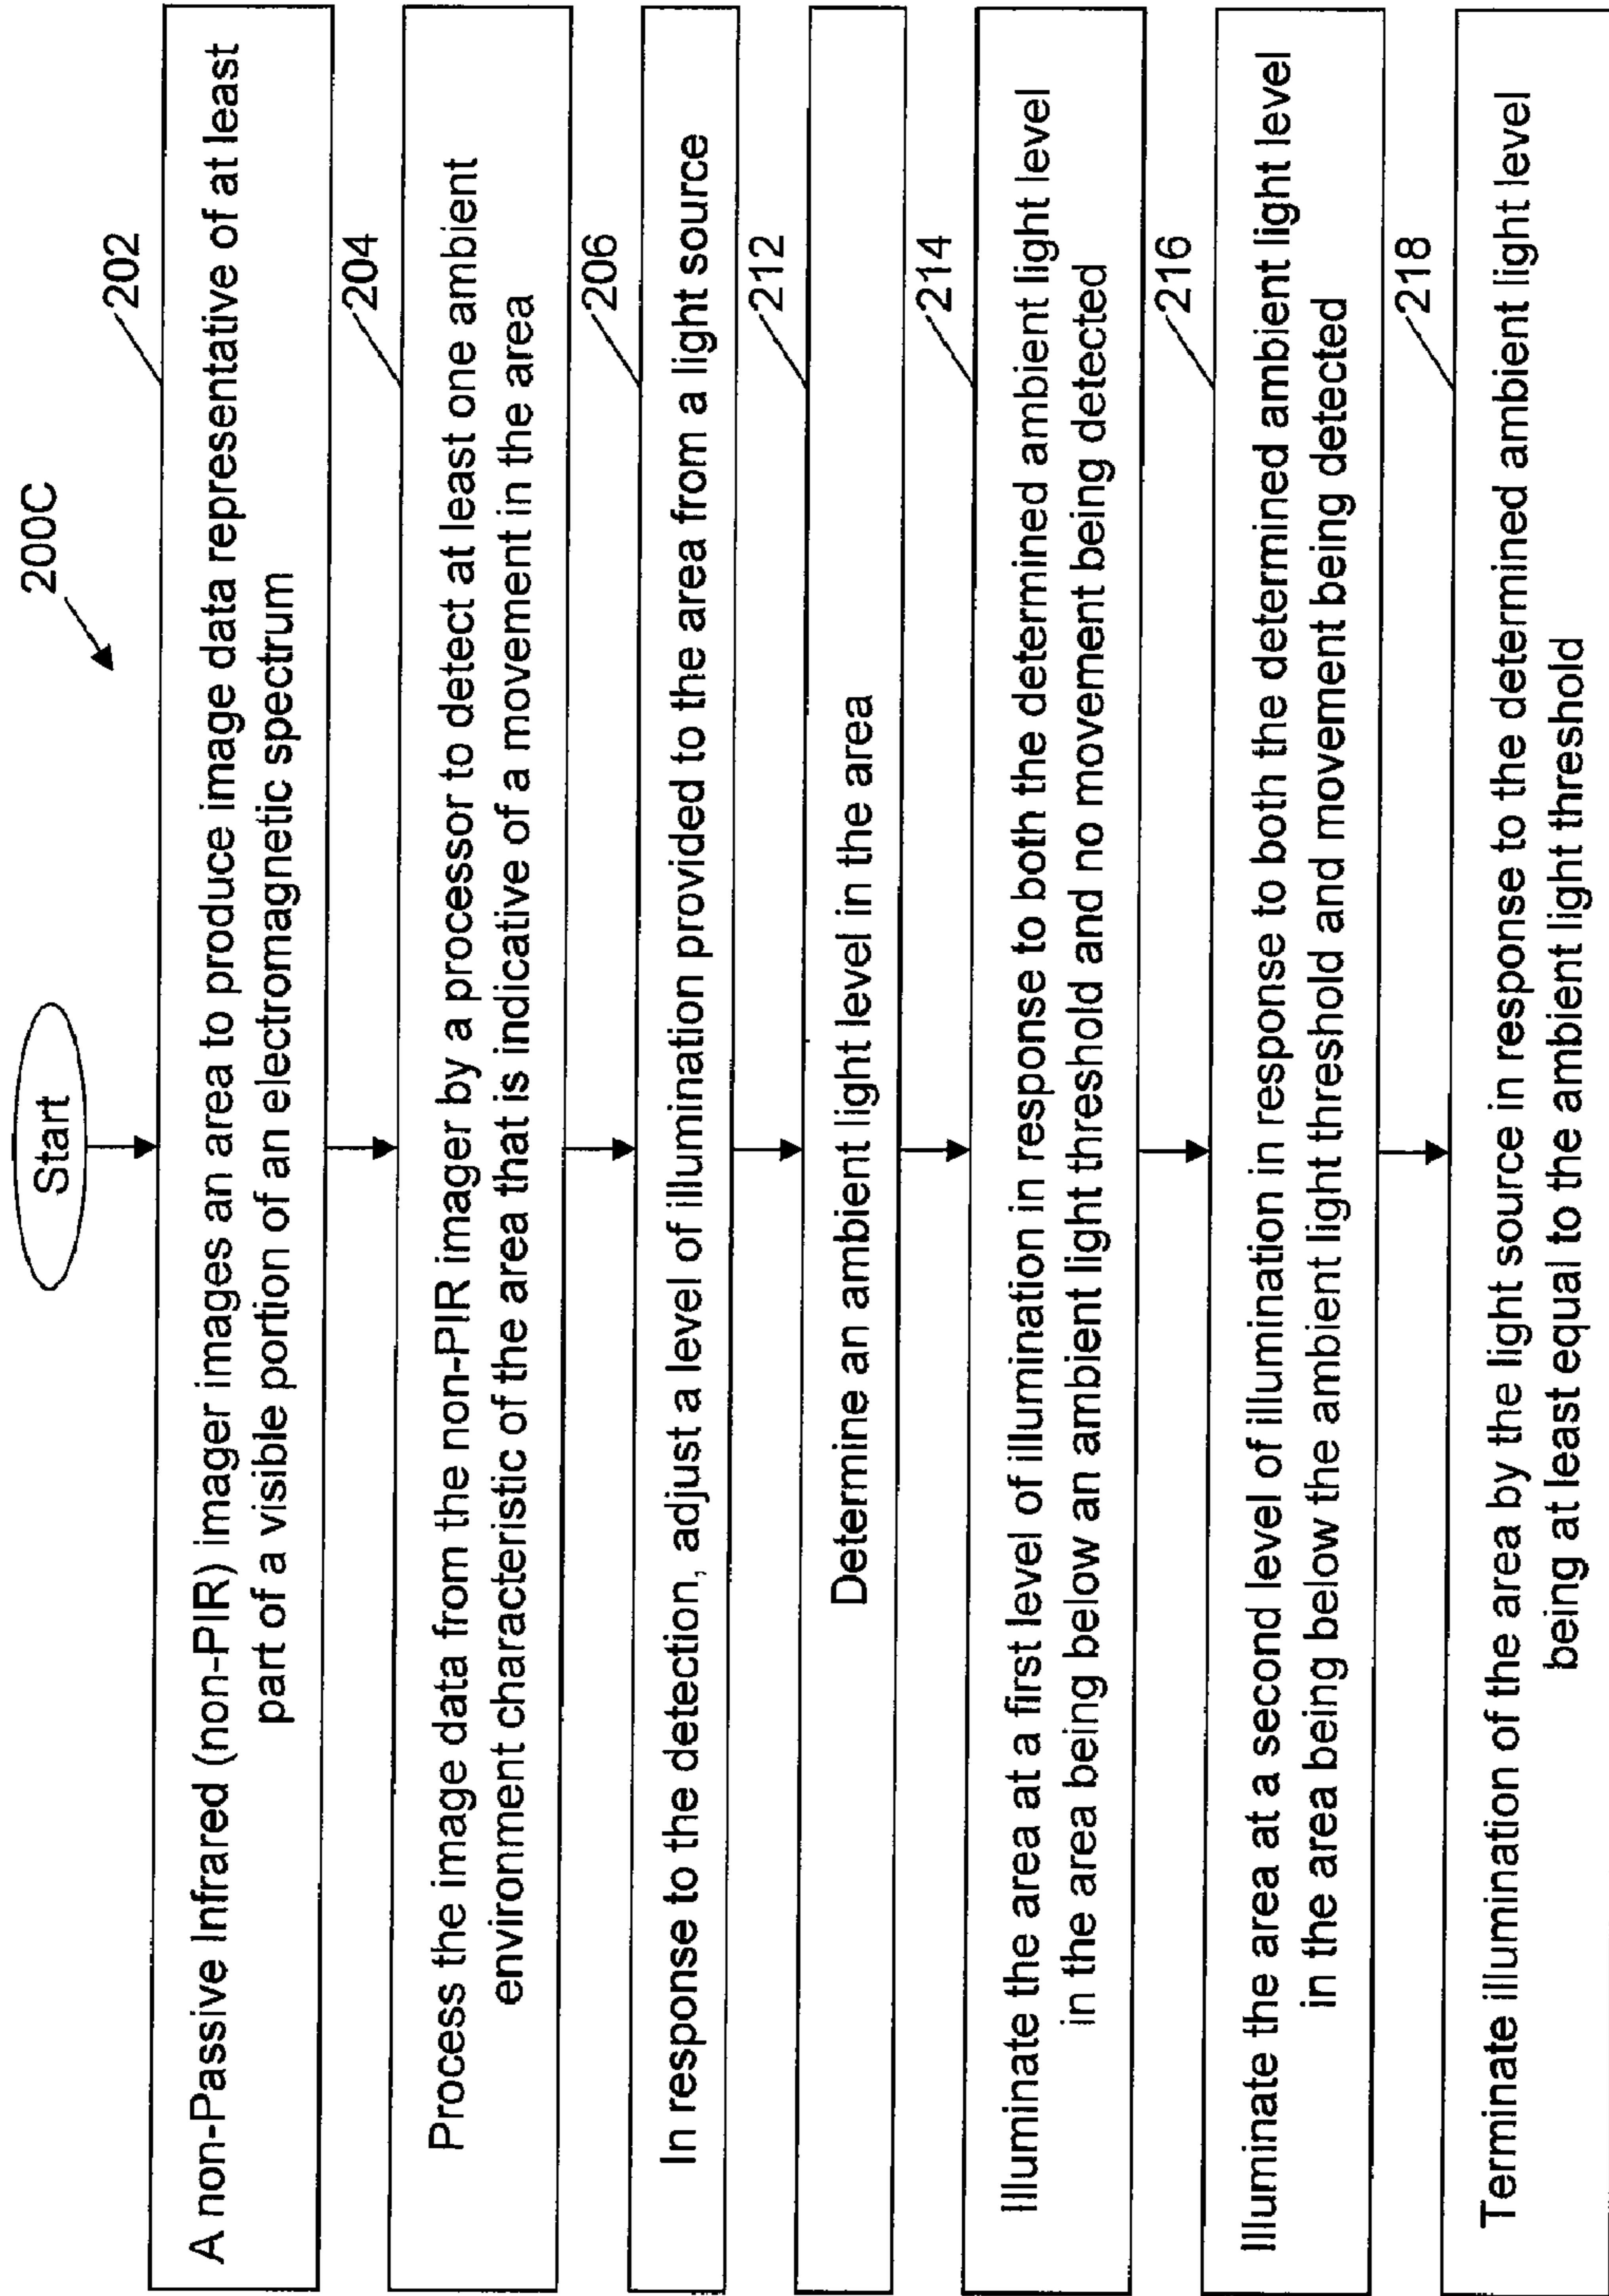 200C
Start
202
A non-Passive Infrared (non-PIR) imager images an area to produce image data representative of at least
part of a visible portion of an electromagnetic spectrum
204
Process the image data from the non-PIR imager by a processor to detect at least one ambient
environment characteristic of the area that is indicative of a movement in the area
206
In response to the detection, adjust a level of illumination provided to the area from a light source
212
Determine an ambient light level in the area
214
Illuminate the area at a first level of illumination in response to both the determined ambient light level
in the area being below an ambient light threshold and no movement being detected
216
Illuminate the area at a second level of illumination in response to both the determined ambient light level
in the area being below the ambient light threshold and movement being detected
218
Terminate illumination of the area by the light source in response to the determined ambient light level
being at least equal to the ambient light threshold